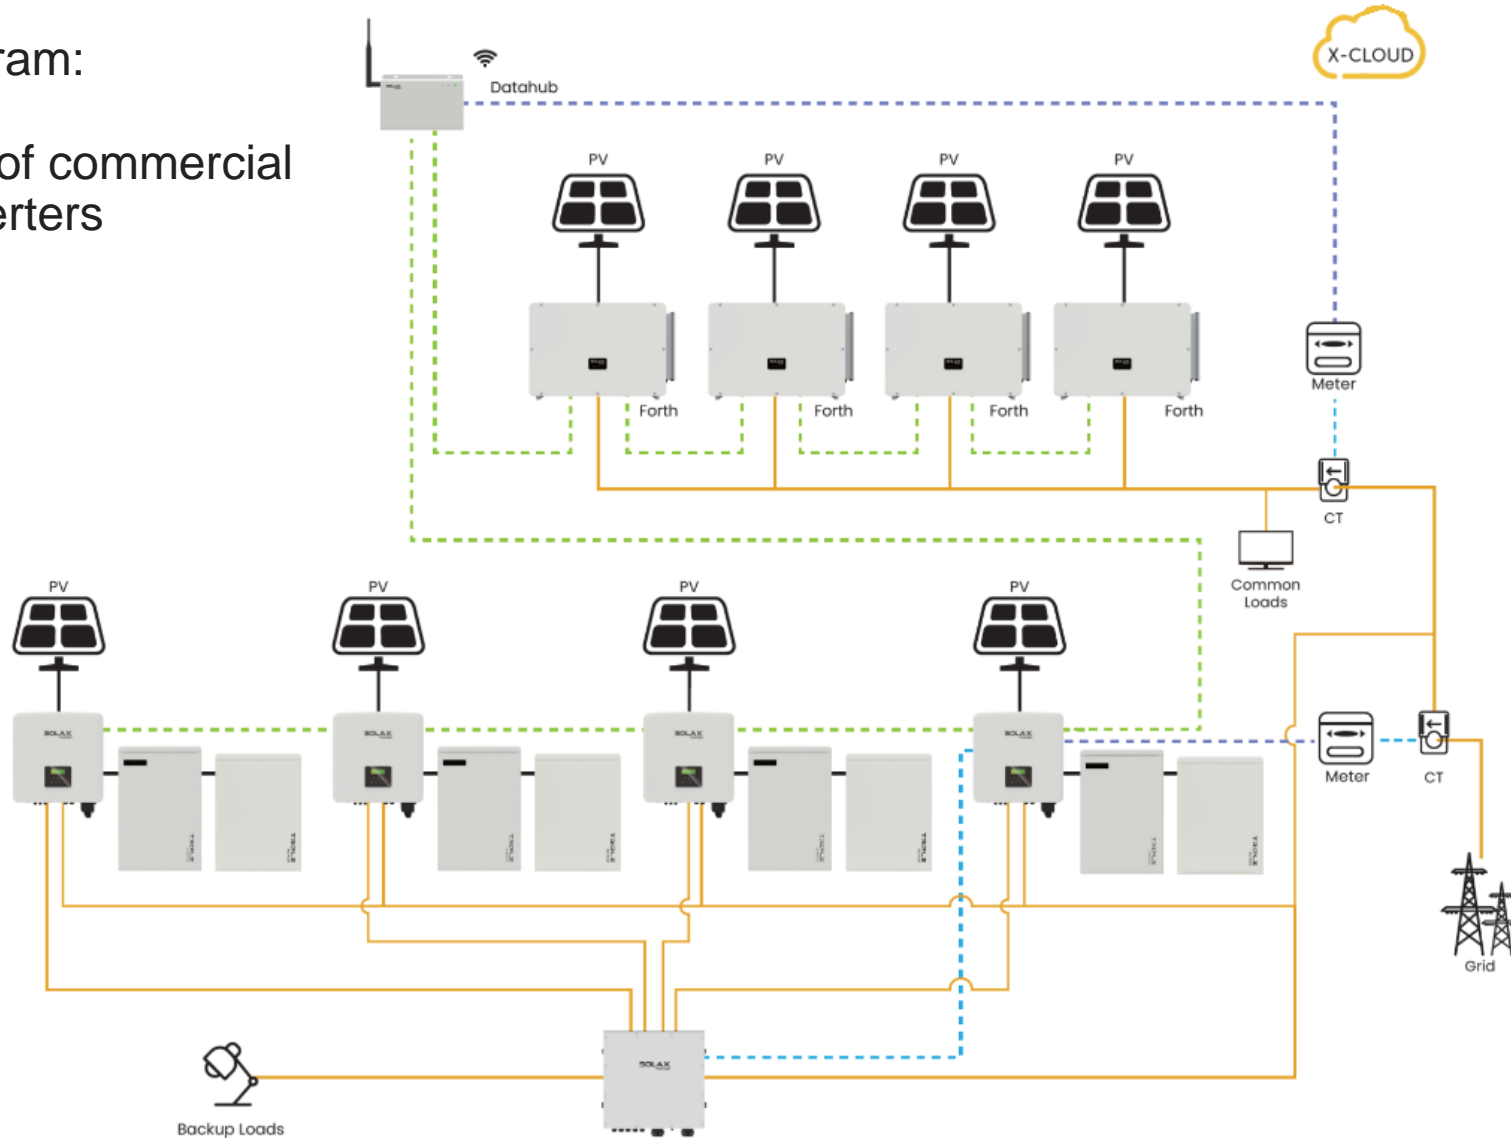 ram:
of commercial
erters
Datahub
X-CLOUD
PV
PV
PV
PV
Meter
Forth
Forth
Forth
Forth
CT
Common
Loads
PV
PV
PV
PV
SOLAX
SOLAX
SOLAX
SOLAX
Meter
CT
Grid
SOLAX
Backup Loads